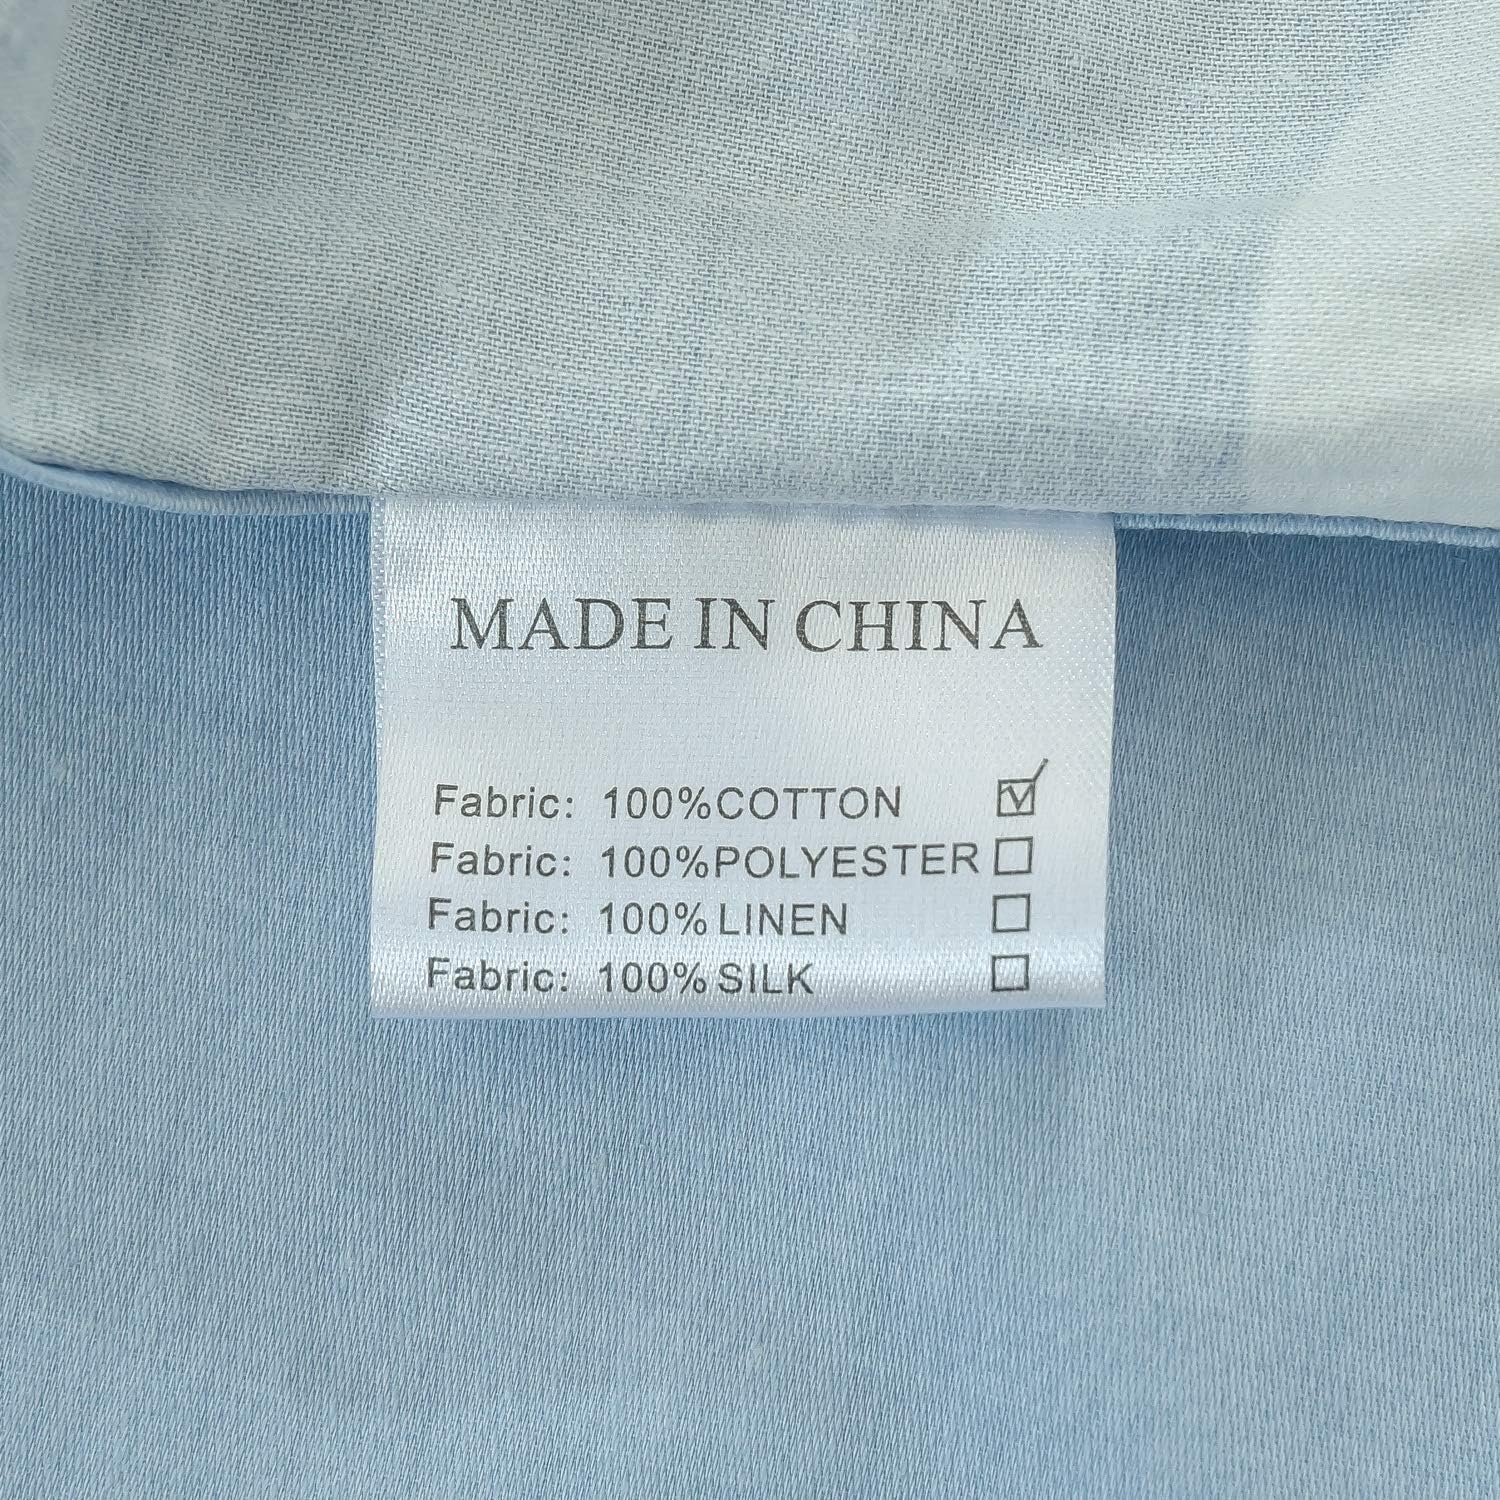 MADE IN CHINA
Fabric: 100%COTTON ☑
Fabric: 100%POLYESTER ☐
Fabric: 100%LINEN ☐
Fabric: 100%SILK ☐